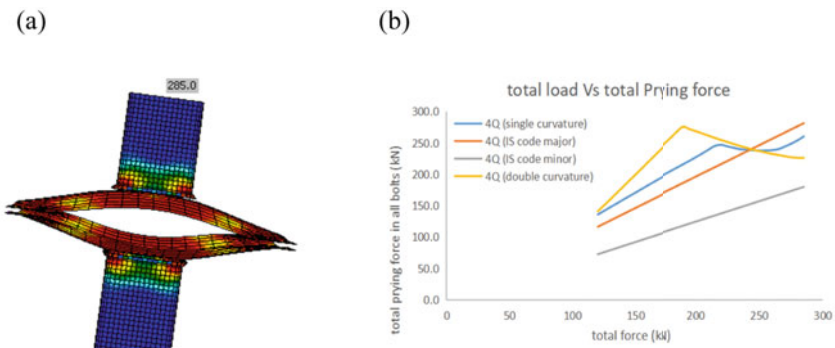 (a)
(b)
285.0
total load Vs total Prying force
4Q (single curvature)
4Q (IS code major)
4Q (IS code minor)
4Q (double curvature)
total prying force in all bolts (kN)
300.0
250.0
200.0
150.0
100.0
50.0
0.0
0 50 100 150 200 250 300
total force (kN)